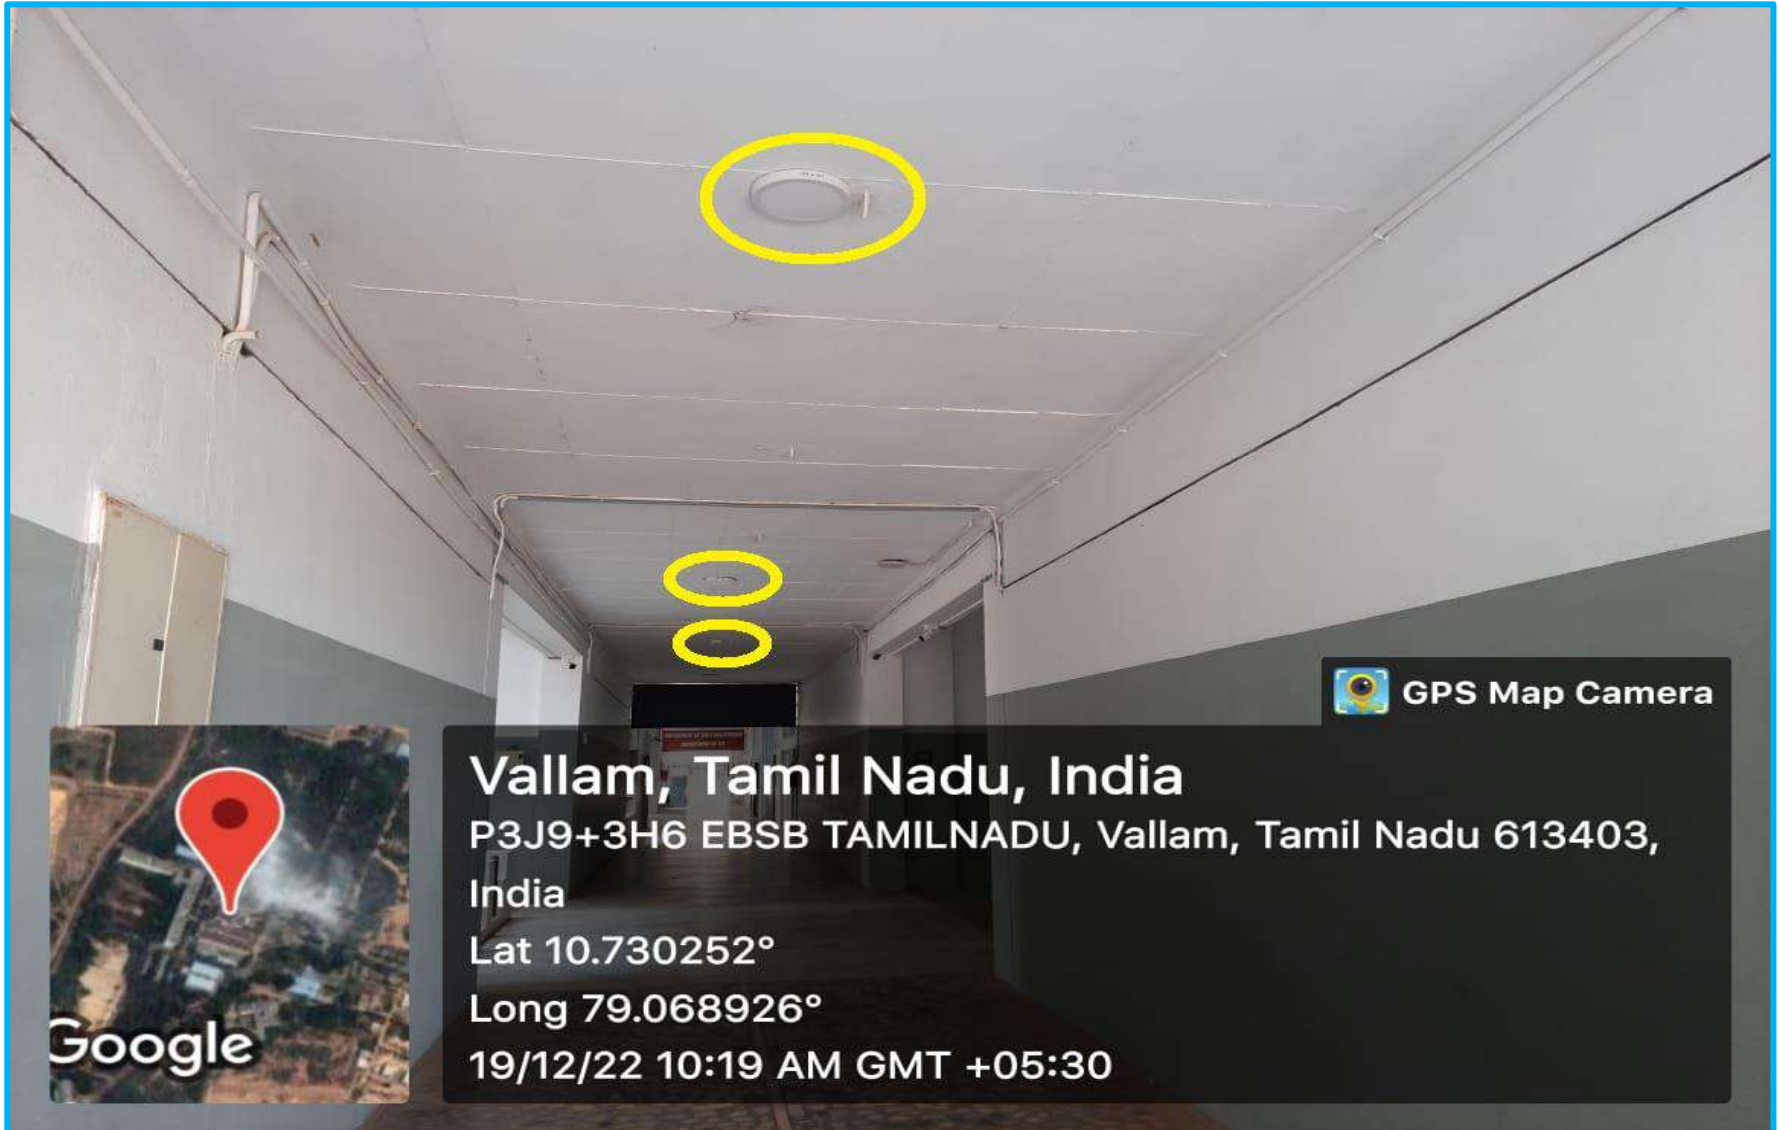 GPS Map Camera
Vallam, Tamil Nadu, India
P3J9+3H6 EBSB TAMILNADU, Vallam, Tamil Nadu 613403,
India
Lat 10.730252°
Long 79.068926°
19/12/22 10:19 AM GMT +05:30
Google